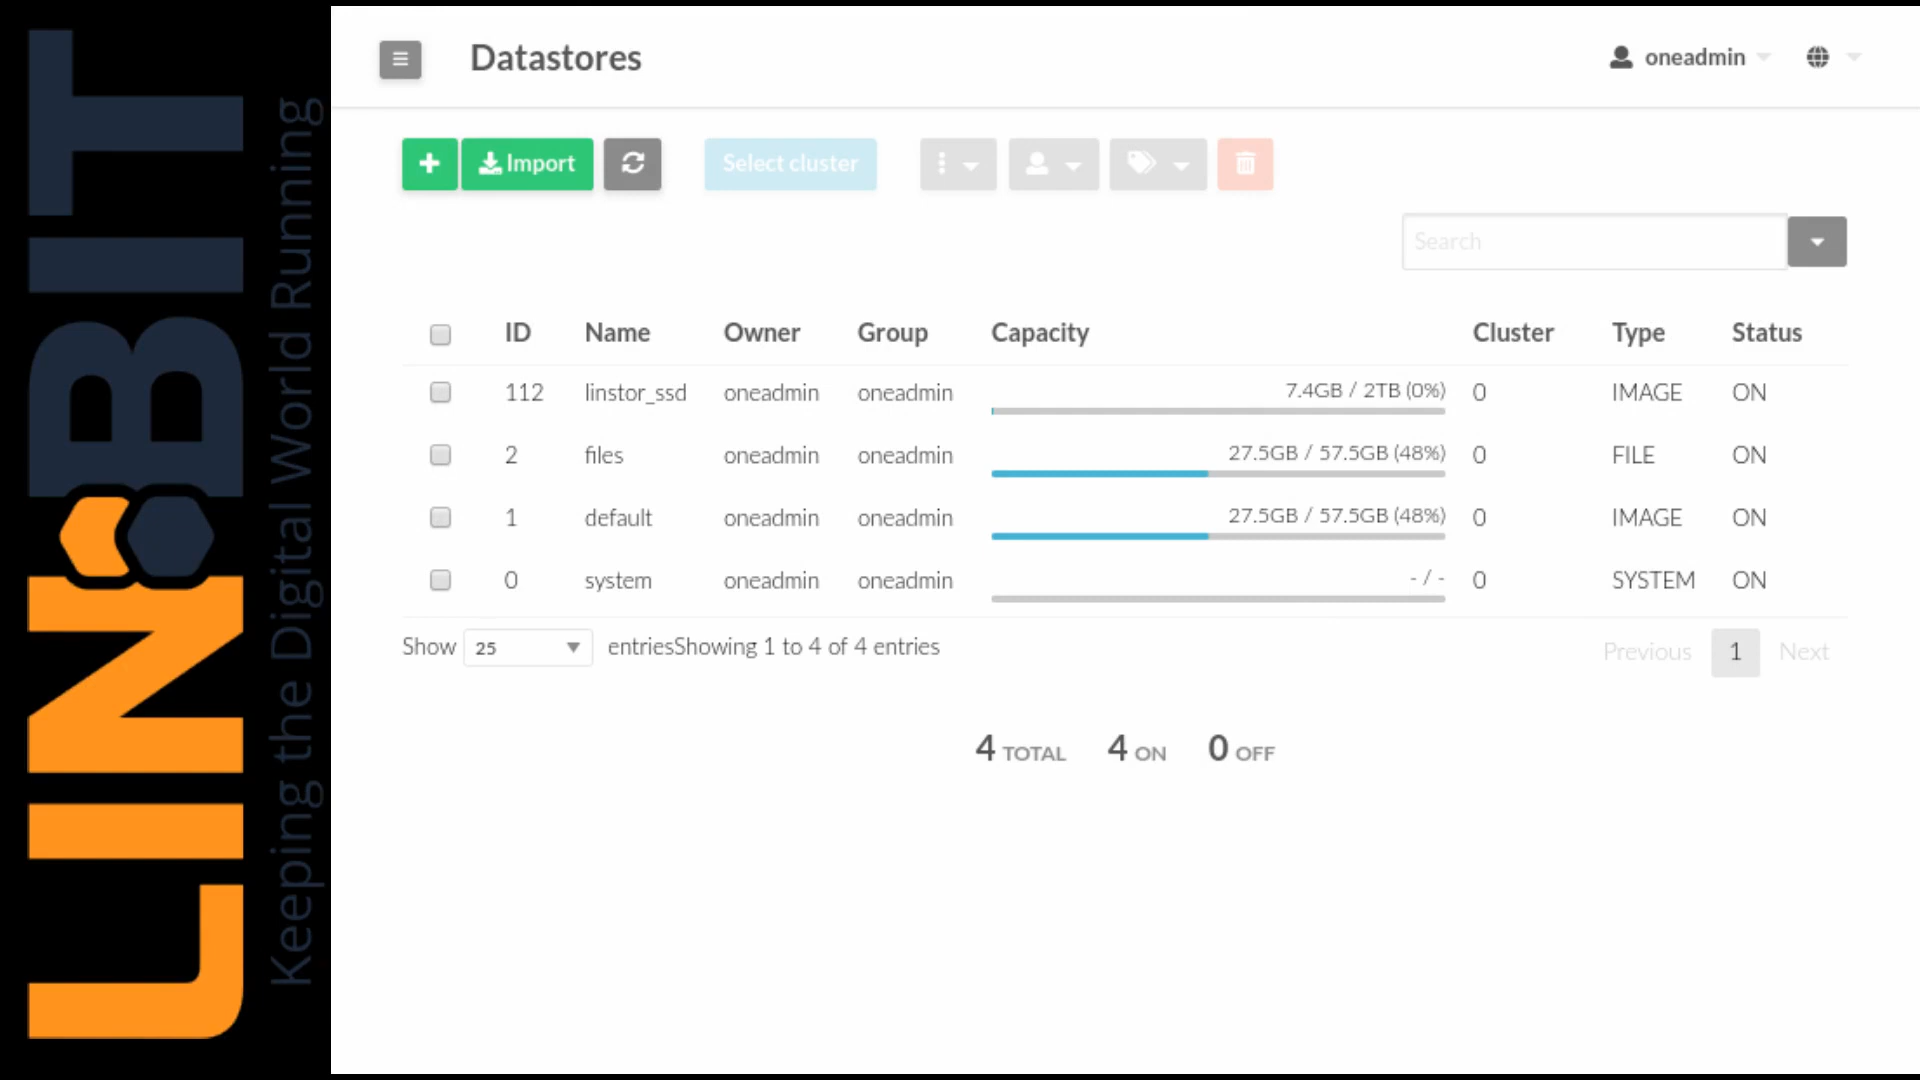 LINBIT
Keeping the Digital World Running
Datastores
oneadmin
Import
Select cluster
Search
ID Name Owner Group Capacity Cluster Type Status
112 linstor_ssd oneadmin oneadmin 7.4GB / 2TB (0%) 0 IMAGE ON
2 files oneadmin oneadmin 27.5GB / 57.5GB (48%) 0 FILE ON
1 default oneadmin oneadmin 27.5GB / 57.5GB (48%) 0 IMAGE ON
0 system oneadmin oneadmin - / - 0 SYSTEM ON
Show 25 entriesShowing 1 to 4 of 4 entries Previous 1 Next
4 TOTAL 4 ON 0 OFF